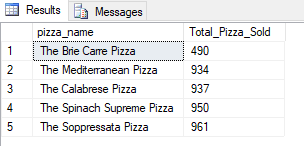 Results Messages
pizza_name Total_Pizza_Sold
1 The Brie Carre Pizza 490
2 The Mediterranean Pizza 934
3 The Calabrese Pizza 937
4 The Spinach Supreme Pizza 950
5 The Soppressata Pizza 961